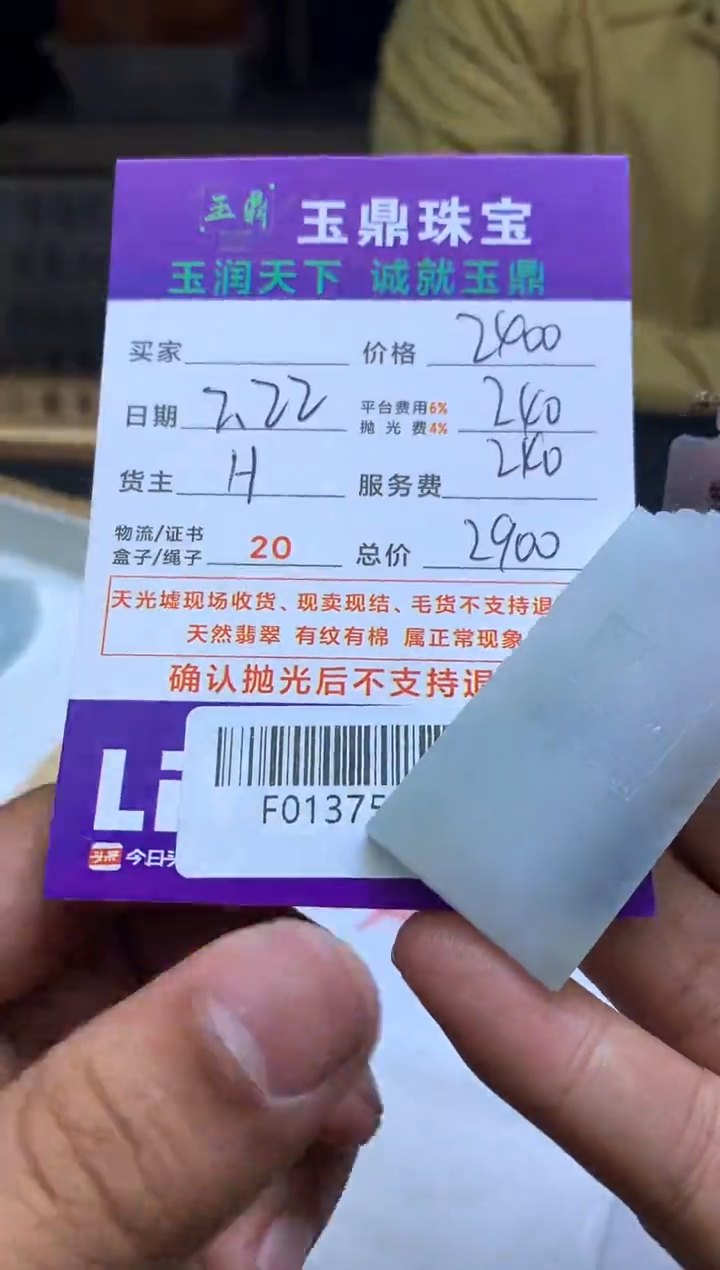 玉鼎 玉鼎珠宝
玉润天下 诚就玉鼎
买家 价格 2400
日期 2.22 平台费用6% 抛光费4% 240
货主 H 服务费 240
物流/证书 盒子/绳子 20 总价 2900
天光墟现场收货、现卖现结、毛货不支持退
天然翡翠 有纹有棉 属正常现象
确认抛光后不支持退
Li
F01375
头条 今日头